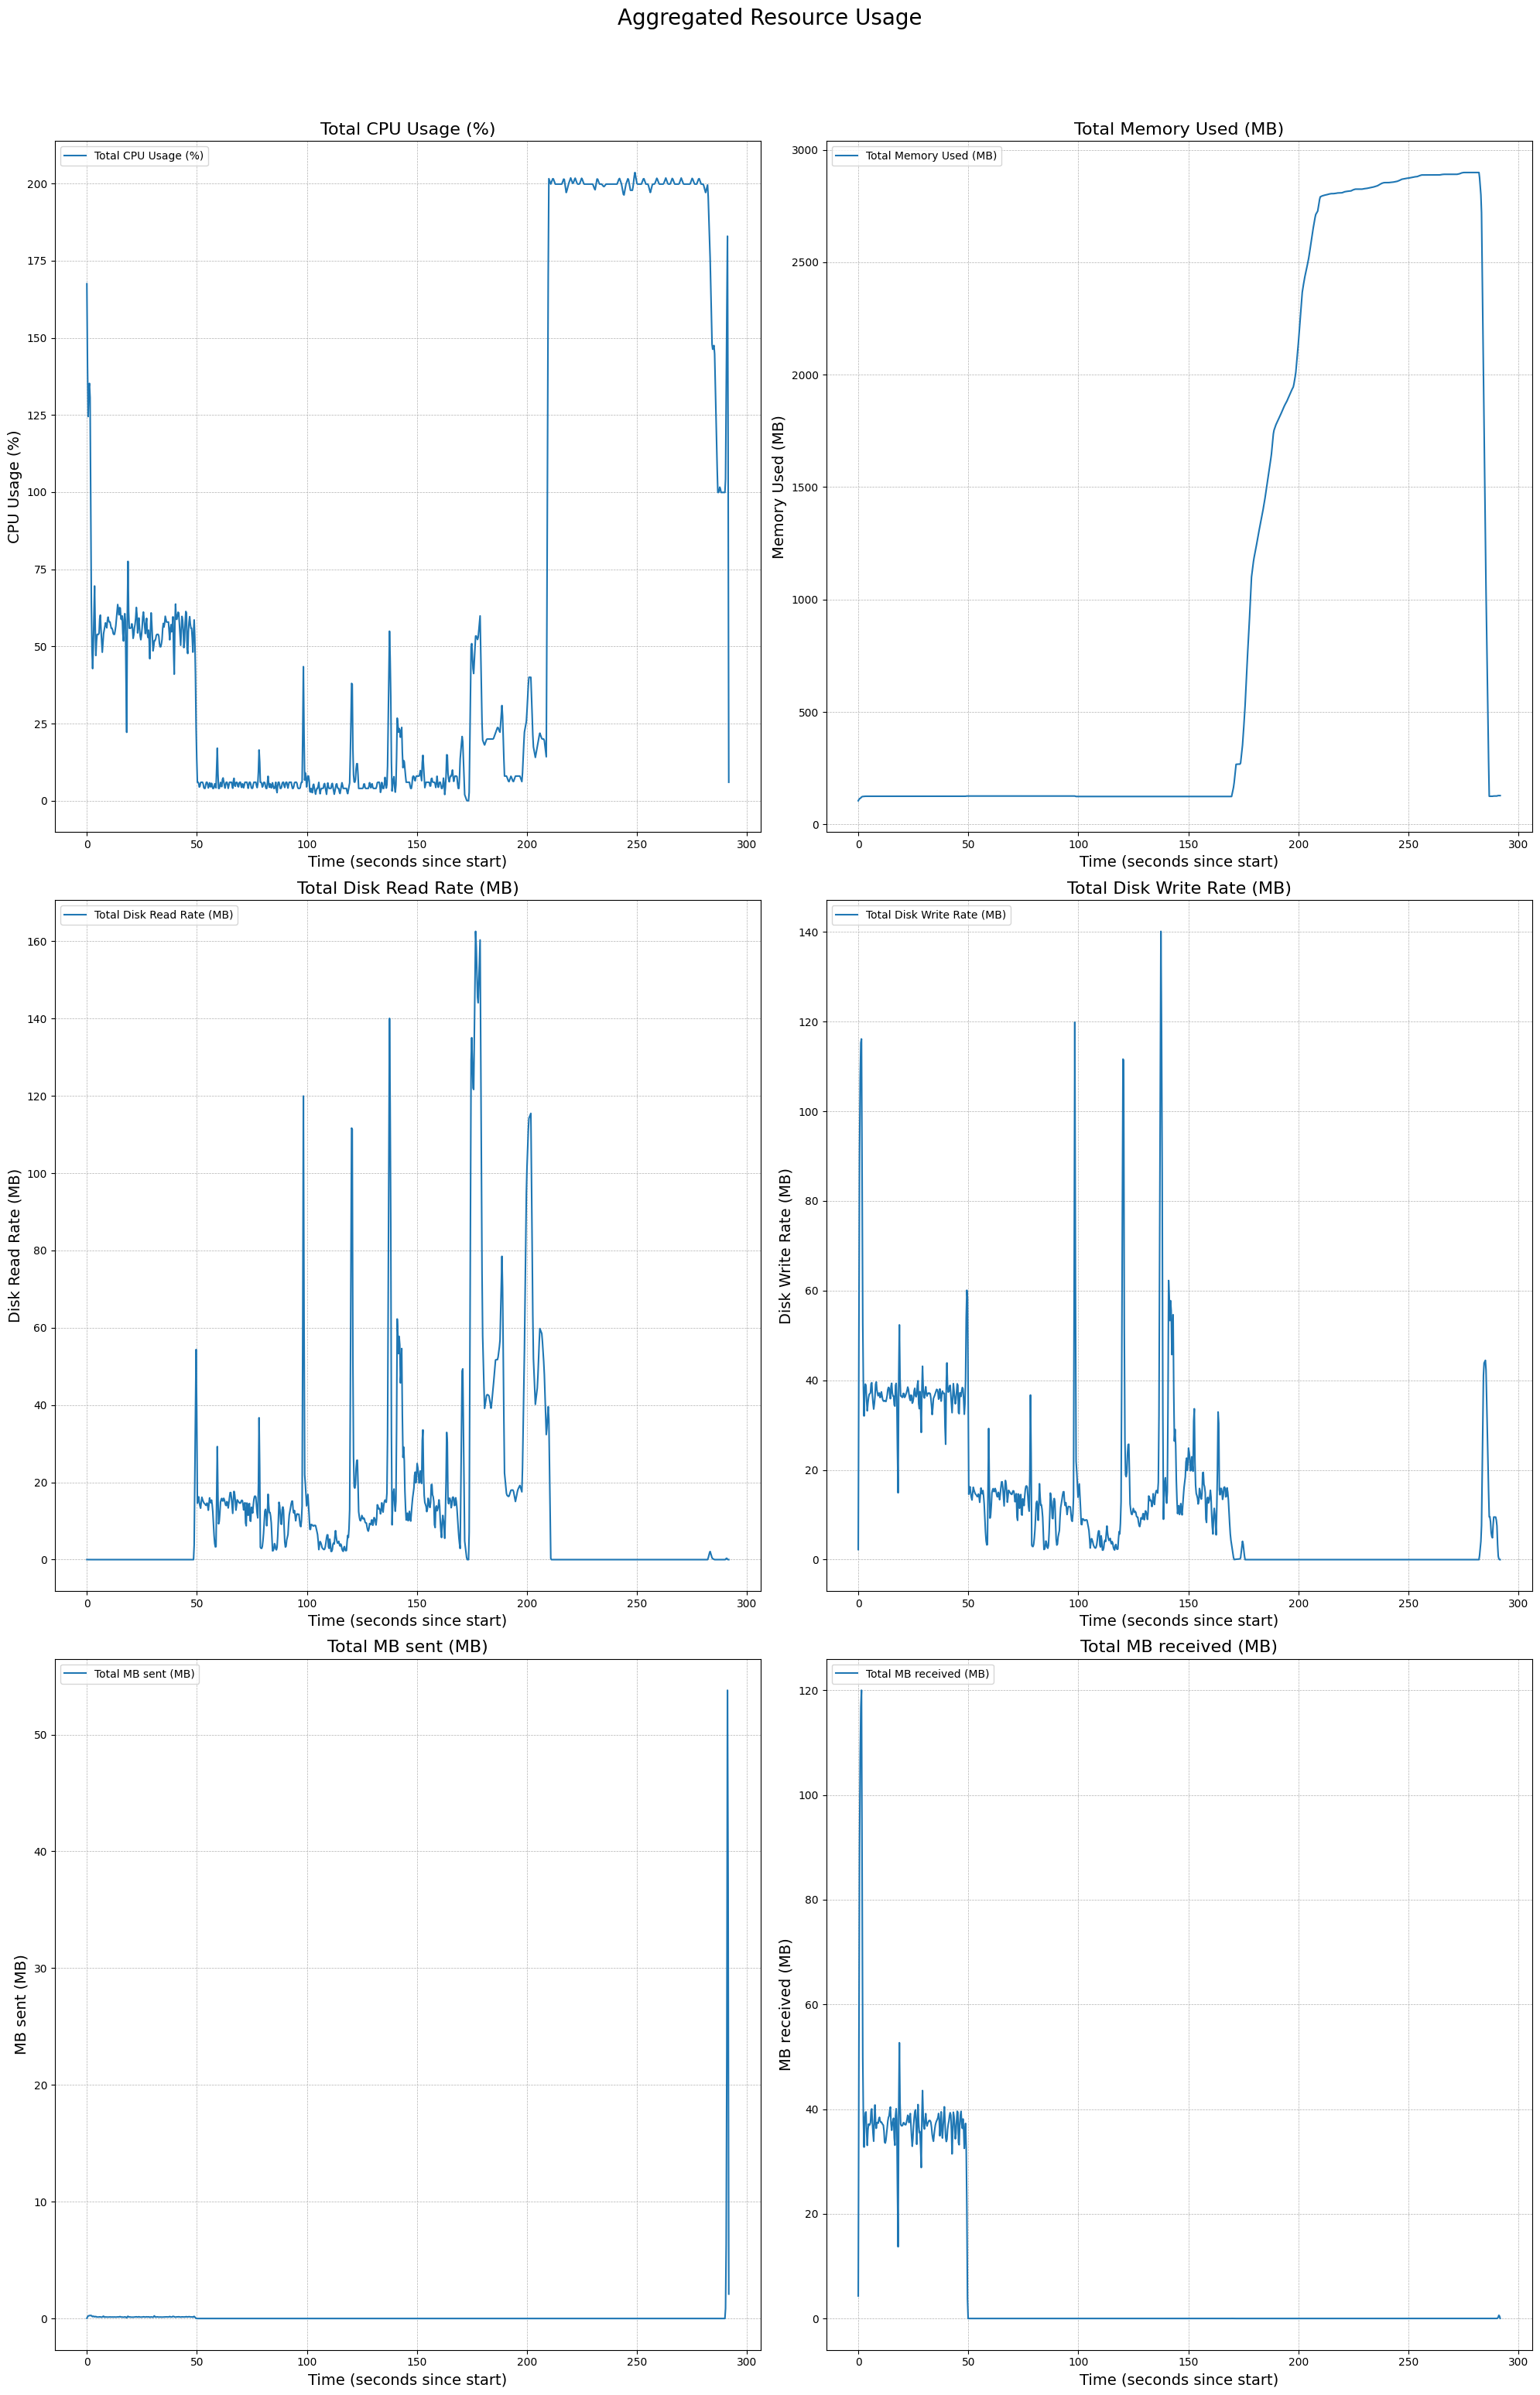 Aggregated Resource Usage
Total CPU Usage (%)
Total CPU Usage (%)
CPU Usage (%)
200
175
150
125
100
75
50
25
0
0 50 100 150 200 250 300
Time (seconds since start)
Total Memory Used (MB)
Total Memory Used (MB)
Memory Used (MB)
3000
2500
2000
1500
1000
500
0
0 50 100 150 200 250 300
Time (seconds since start)
Total Disk Read Rate (MB)
Total Disk Read Rate (MB)
Disk Read Rate (MB)
160
140
120
100
80
60
40
20
0
0 50 100 150 200 250 300
Time (seconds since start)
Total Disk Write Rate (MB)
Total Disk Write Rate (MB)
Disk Write Rate (MB)
140
120
100
80
60
40
20
0
0 50 100 150 200 250 300
Time (seconds since start)
Total MB sent (MB)
Total MB sent (MB)
MB sent (MB)
50
40
30
20
10
0
0 50 100 150 200 250 300
Time (seconds since start)
Total MB received (MB)
Total MB received (MB)
MB received (MB)
120
100
80
60
40
20
0
0 50 100 150 200 250 300
Time (seconds since start)